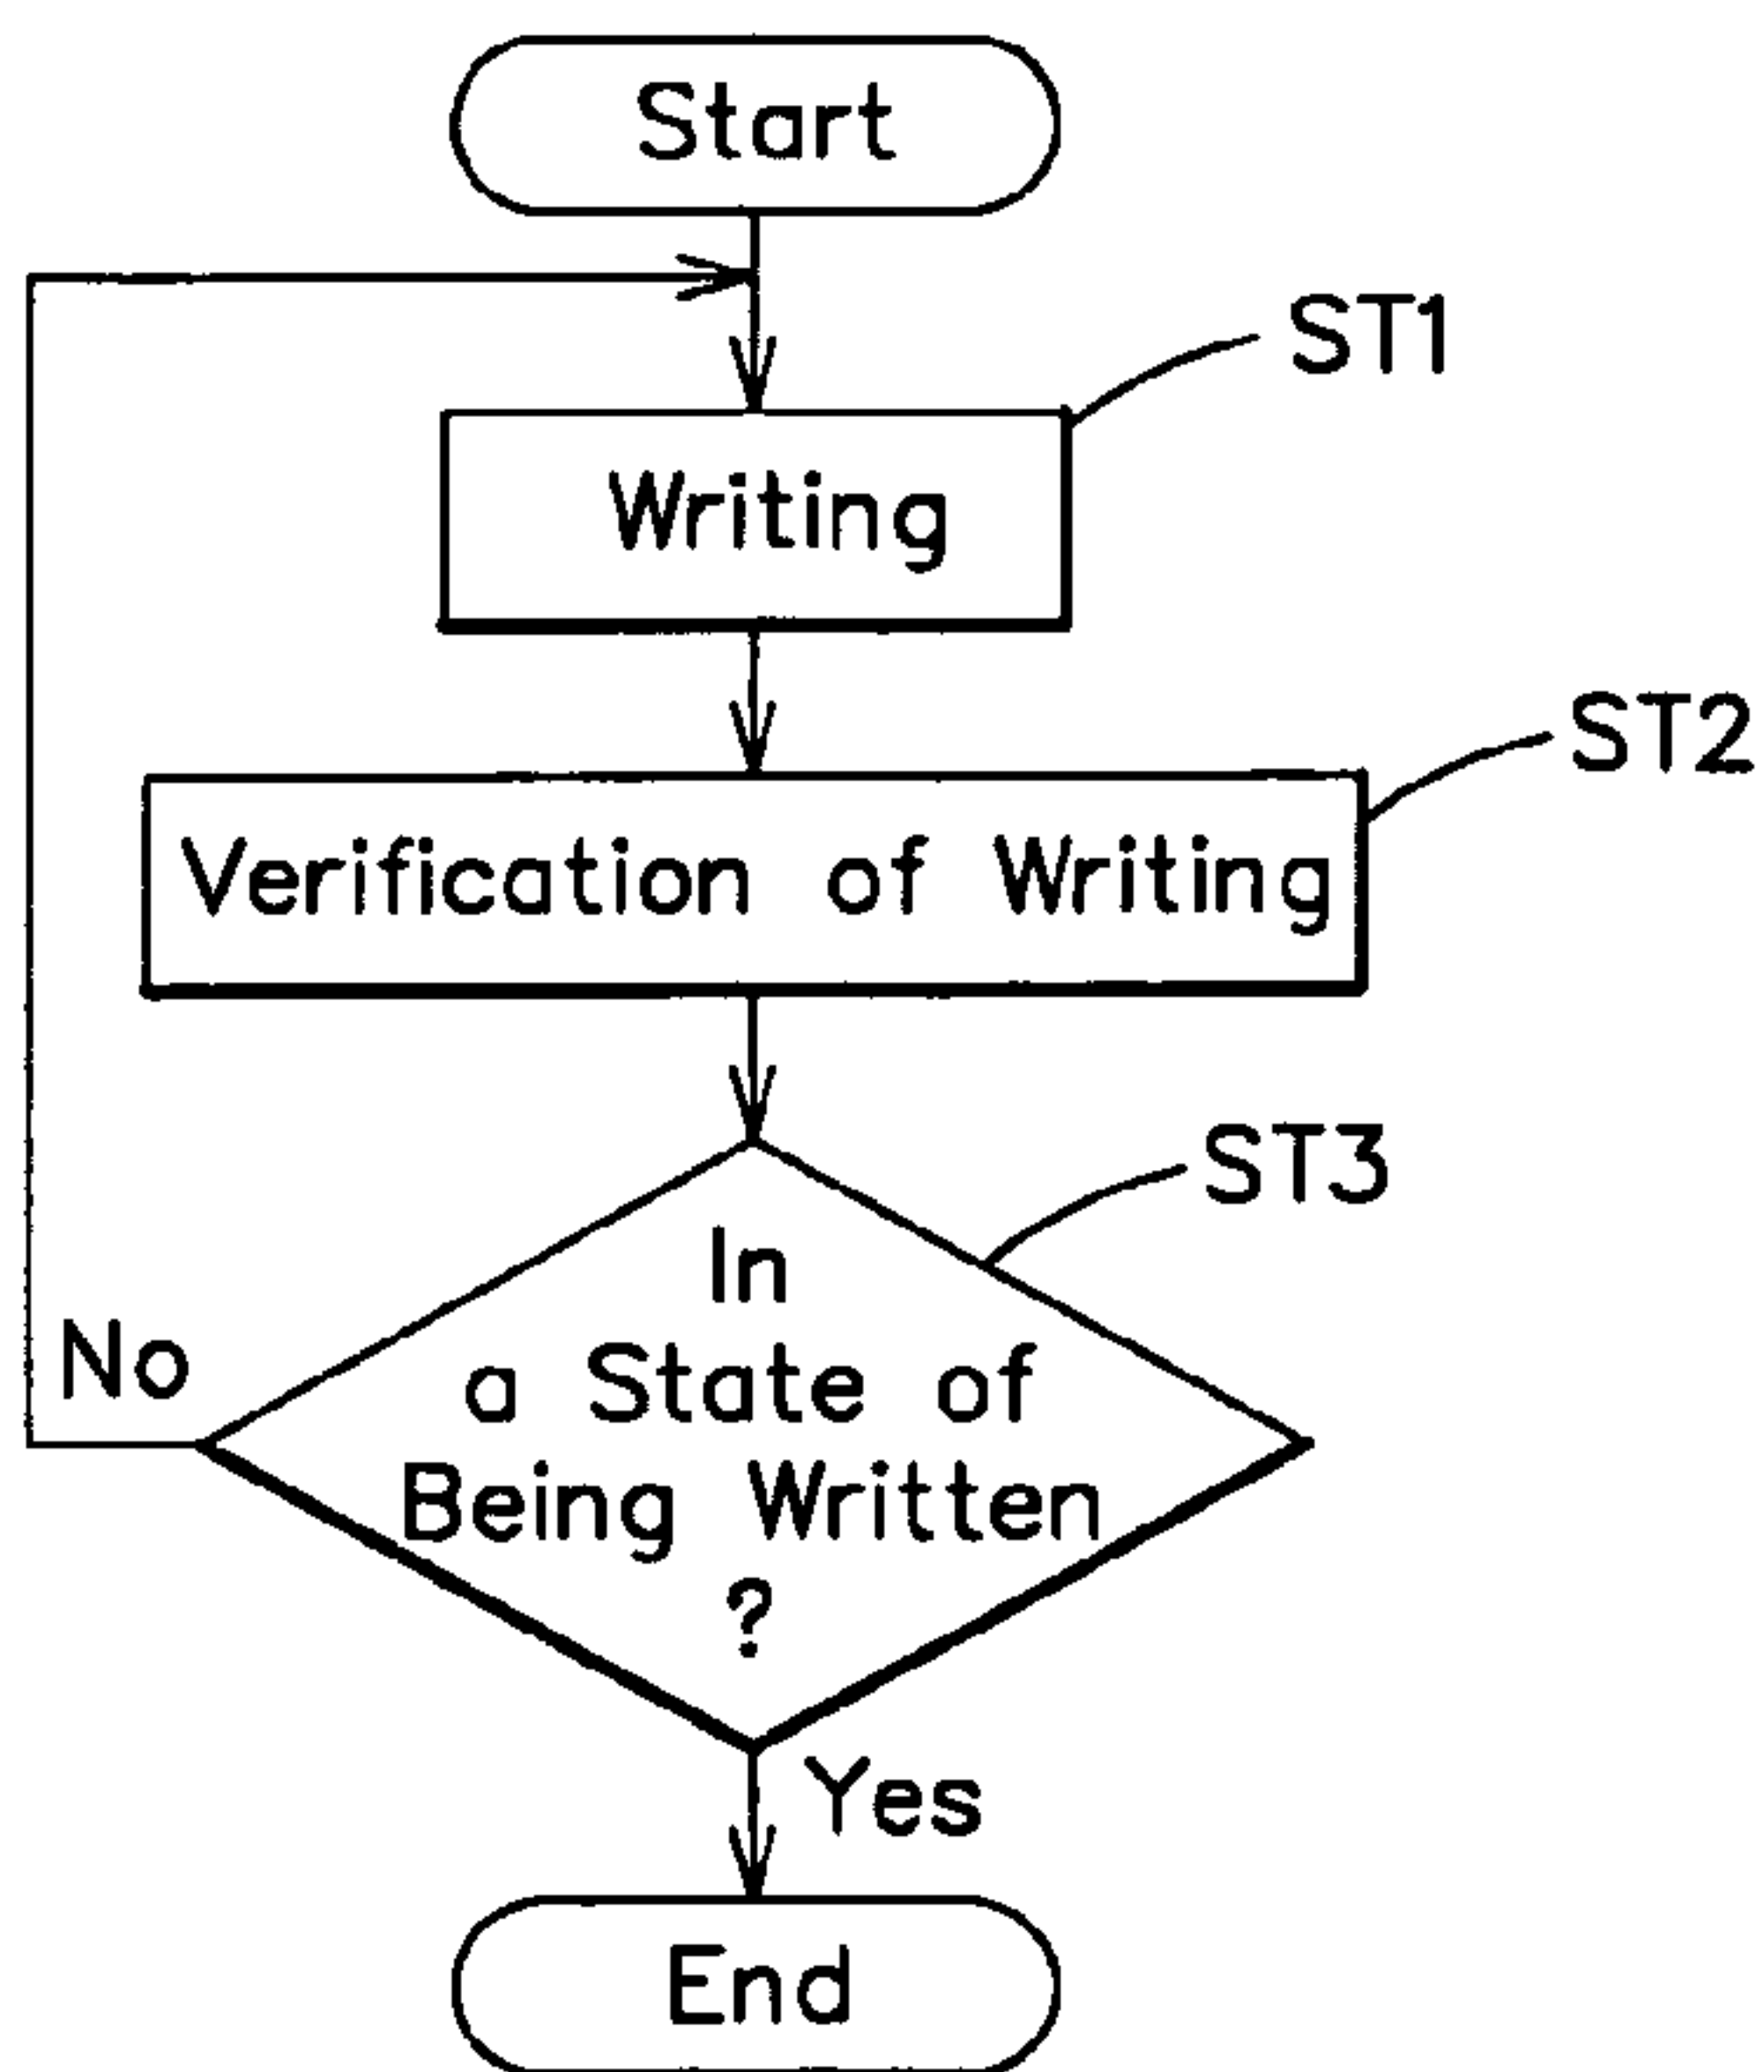 Start
ST1
Writing
ST2
Verification of Writing
ST3
In
a State of
Being Written
?
No
Yes
End